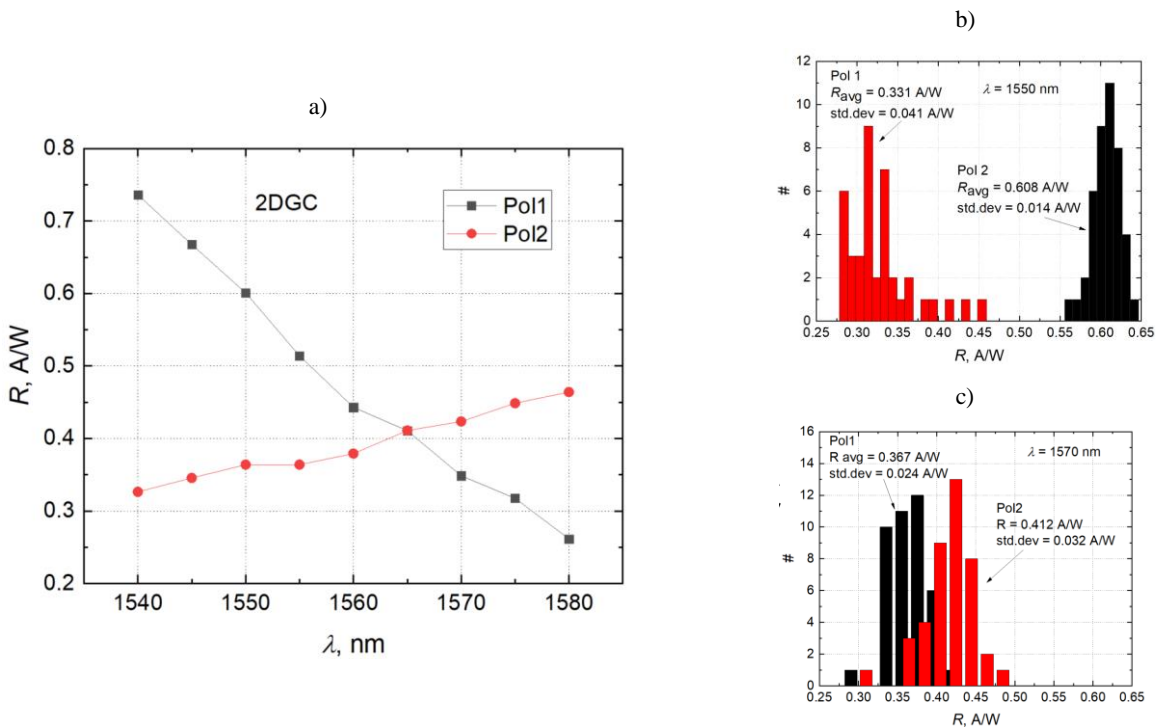 a)
0.8
0.7
0.6
0.5
0.4
0.3
0.2
R, A/W
2DGC
Pol1
Pol2
1540 1550 1560 1570 1580
λ, nm
b)
12
10
8
6
4
2
0
#
Pol 1
Ravg = 0.331 A/W
std.dev = 0.041 A/W
λ = 1550 nm
Pol 2
Ravg = 0.608 A/W
std.dev = 0.014 A/W
0.25 0.30 0.35 0.40 0.45 0.50 0.55 0.60 0.65
R, A/W
c)
16
14
12
10
8
6
4
2
0
#
Pol1
R avg = 0.367 A/W
std.dev = 0.024 A/W
λ = 1570 nm
Pol2
R = 0.412 A/W
std.dev = 0.032 A/W
0.25 0.30 0.35 0.40 0.45 0.50 0.55 0.60 0.65
R, A/W